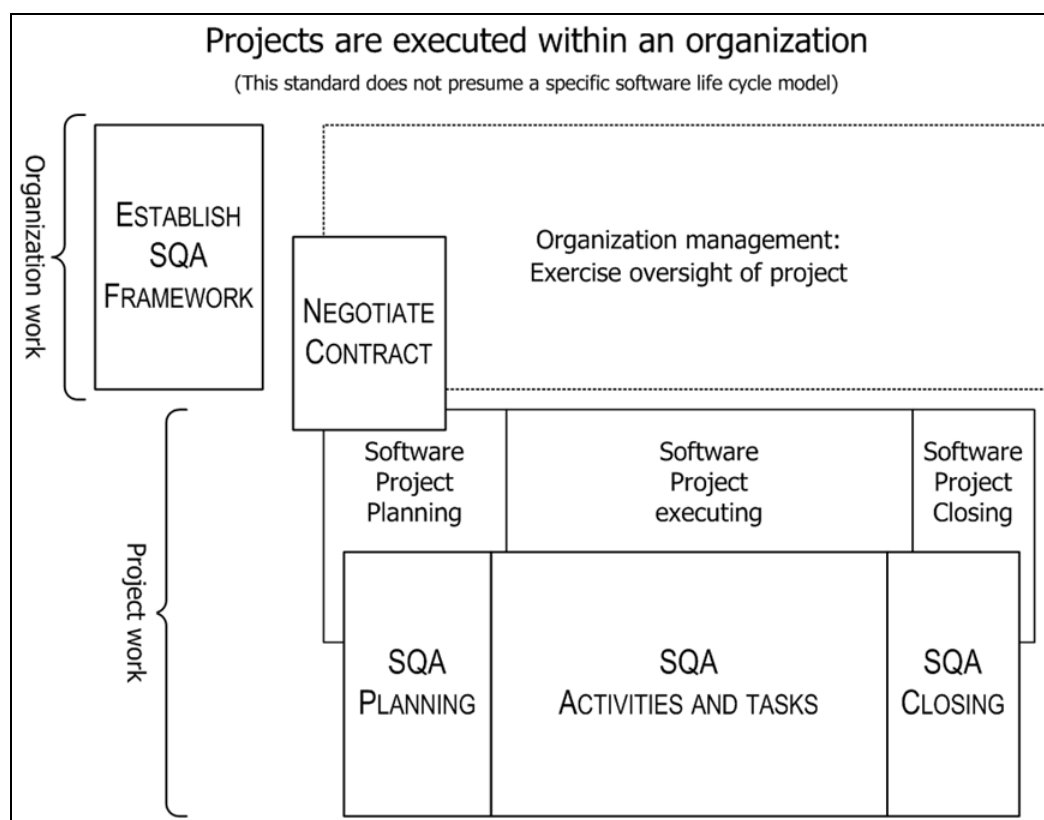 Projects are executed within an organization
(This standard does not presume a specific software life cycle model)
Organization work
ESTABLISH
SQA
FRAMEWORK
NEGOTIATE
CONTRACT
Organization management:
Exercise oversight of project
Project work
Software
Project
Planning
Software
Project
executing
Software
Project
Closing
SQA
PLANNING
SQA
ACTIVITIES AND TASKS
SQA
CLOSING